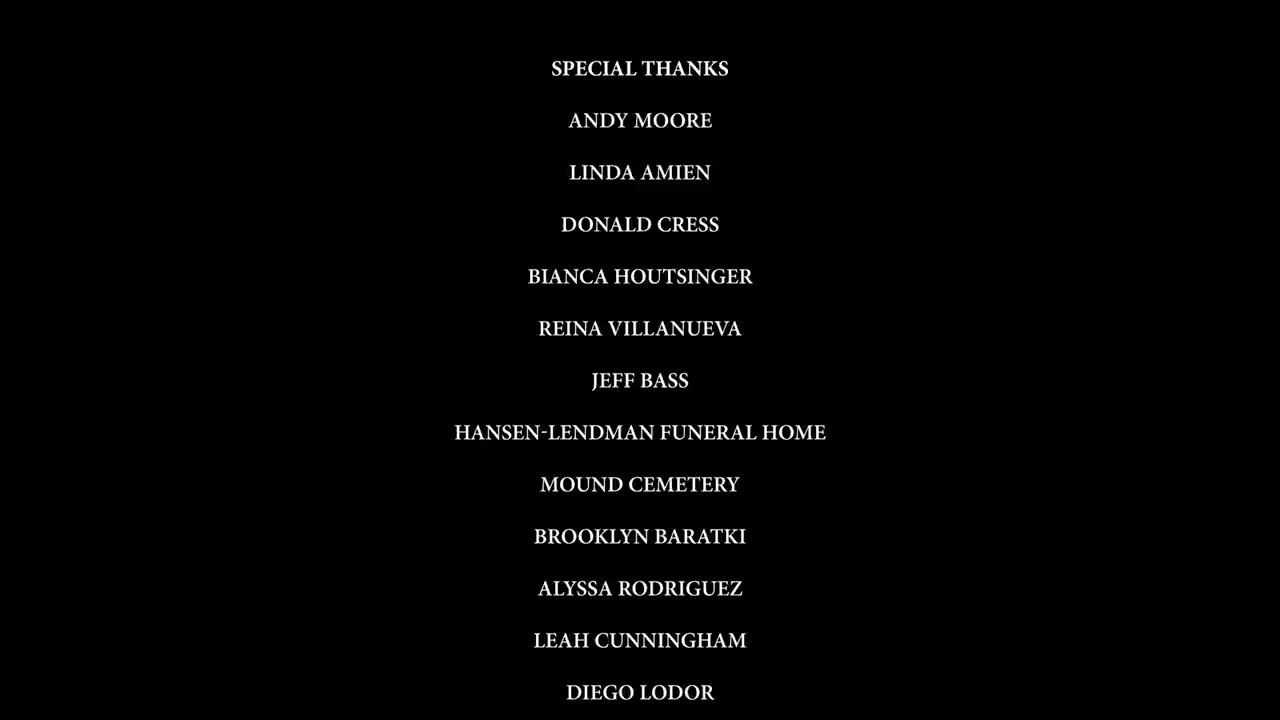 SPECIAL THANKS
ANDY MOORE
LINDA AMIEN
DONALD CRESS
BIANCA HOUTSINGER
REINA VILLANUEVA
JEFF BASS
HANSEN-LENDMAN FUNERAL HOME
MOUND CEMETERY
BROOKLYN BARATKI
ALYSSA RODRIGUEZ
LEAH CUNNINGHAM
DIEGO LODOR